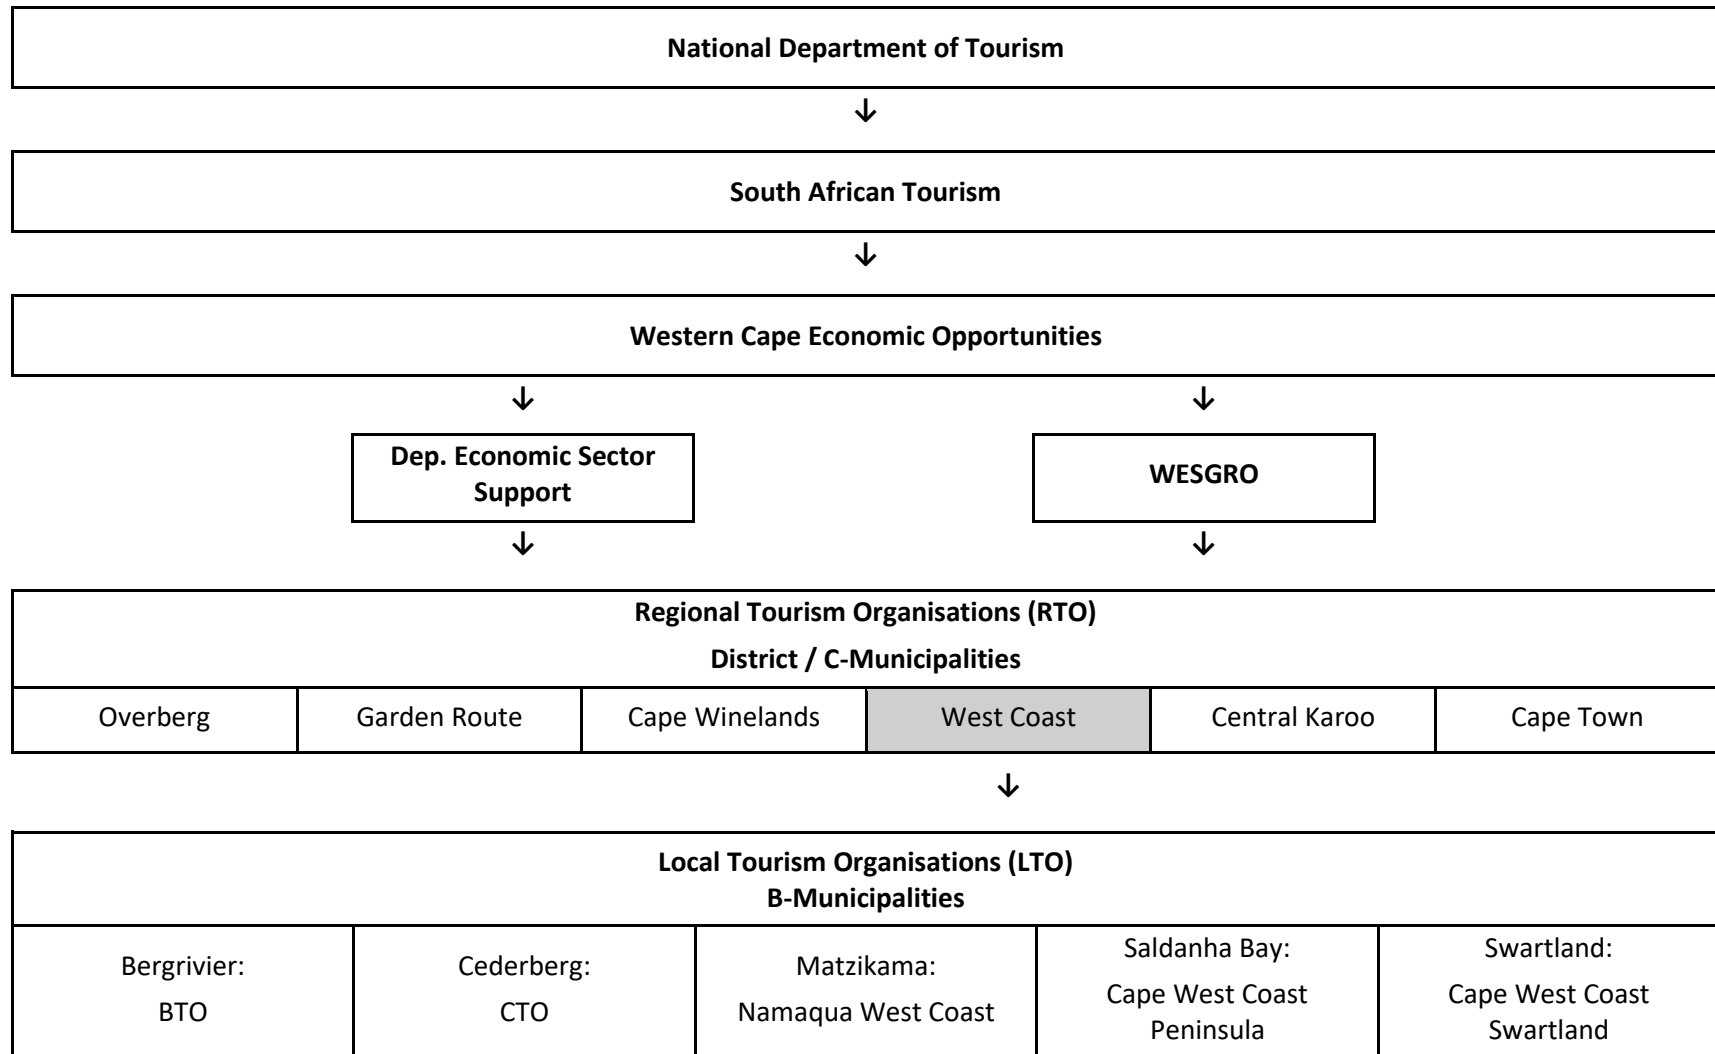 National Department of Tourism
↓
South African Tourism
↓
Western Cape Economic Opportunities
↓ ↓
Dep. Economic Sector
Support
WESGRO
↓ ↓
Regional Tourism Organisations (RTO)
District / C-Municipalities
Overberg Garden Route Cape Winelands West Coast Central Karoo Cape Town
↓
Local Tourism Organisations (LTO)
B-Municipalities
Bergrivier:
BTO
Cederberg:
CTO
Matzikama:
Namaqua West Coast
Saldanha Bay:
Cape West Coast
Peninsula
Swartland:
Cape West Coast
Swartland